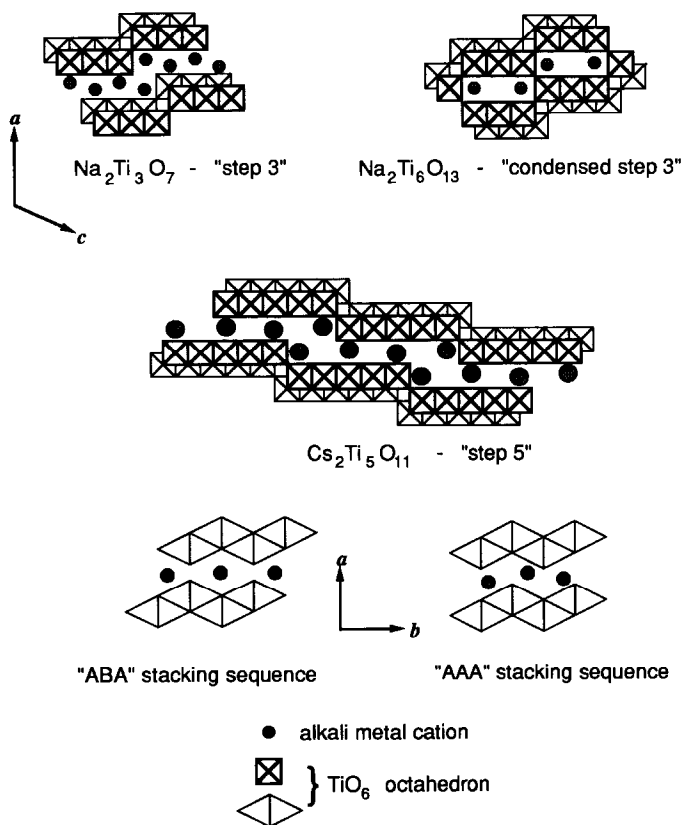 a
c
Na2Ti3O7 - "step 3"
Na2Ti6O13 - "condensed step 3"
Cs2Ti5O11 - "step 5"
a
b
"ABA" stacking sequence
"AAA" stacking sequence
alkali metal cation
} TiO6 octahedron